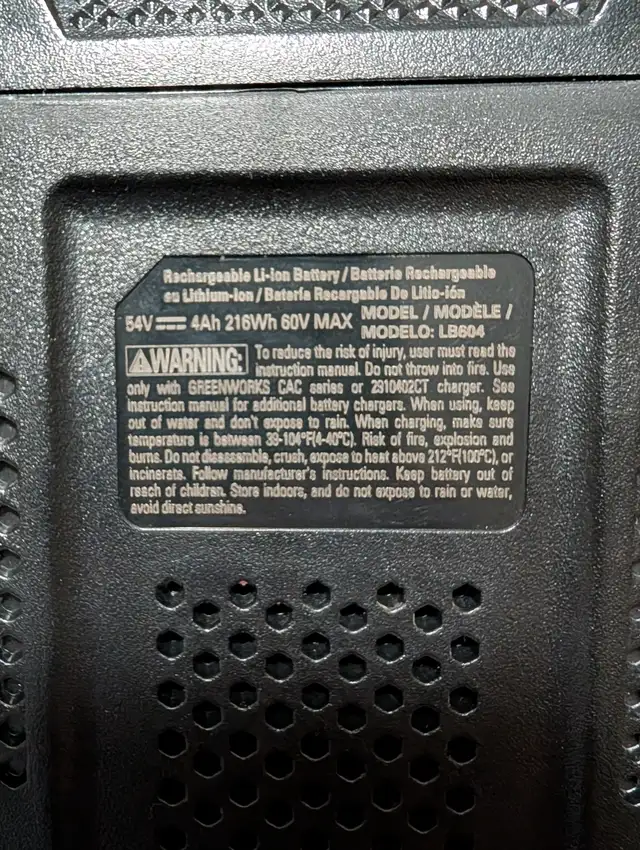 Rechargeable Li-ion Battery / Batterie Rechargeable
au Lithium-ion / Batería Recargable De Litio-ión
54V ⎓ 4Ah 216Wh 60V MAX
MODEL / MODÈLE /
MODELO: LB604
⚠WARNING: To reduce the risk of injury, user must read the
instruction manual. Do not throw into fire. Use
only with GREENWORKS CAC series or 2910402CT charger. See
instruction manual for additional battery chargers. When using, keep
out of water and don't expose to rain. When charging, make sure
temperature is between 39-104°F(4-40°C). Risk of fire, explosion and
burns. Do not disassemble, crush, expose to heat above 212°F(100°C), or
incinerate. Follow manufacturer's instructions. Keep battery out of
reach of children. Store indoors, and do not expose to rain or water,
avoid direct sunshine.